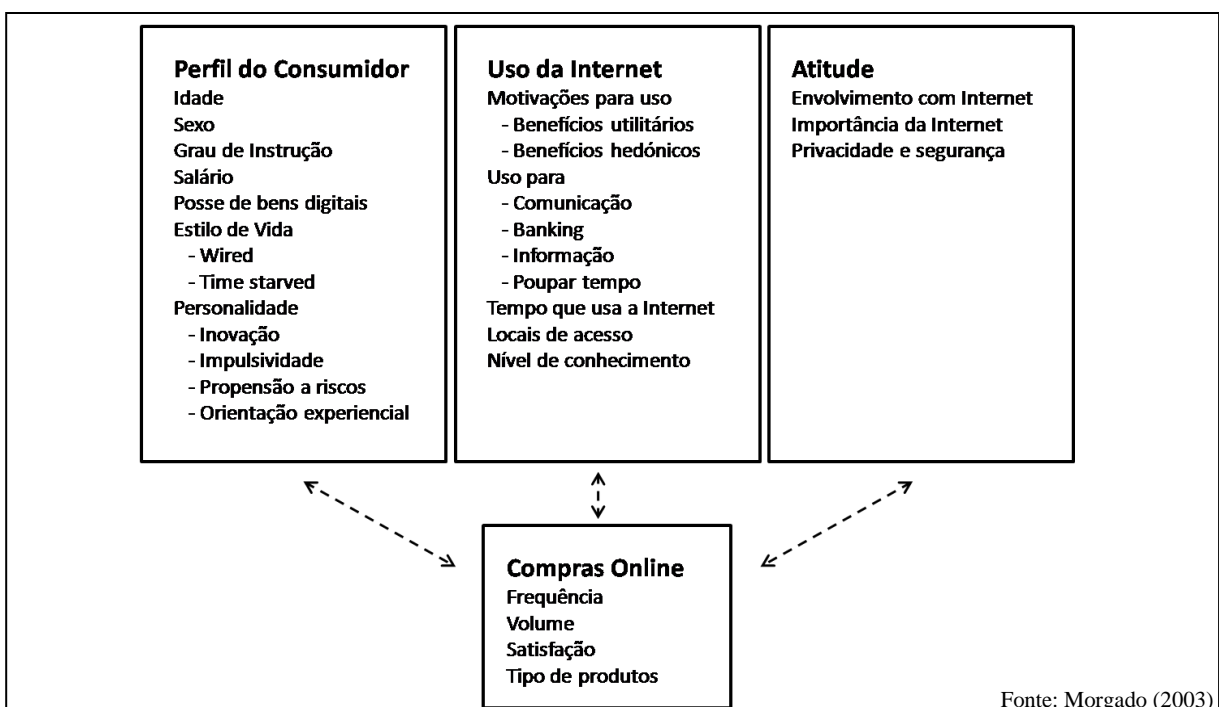 Perfil do Consumidor
Idade
Sexo
Grau de Instrução
Salário
Posse de bens digitais
Estilo de Vida
- Wired
- Time starved
Personalidade
- Inovação
- Impulsividade
- Propensão a riscos
- Orientação experiencial
Uso da Internet
Motivações para uso
- Benefícios utilitários
- Benefícios hedónicos
Uso para
- Comunicação
- Banking
- Informação
- Poupar tempo
Tempo que usa a Internet
Locais de acesso
Nível de conhecimento
Atitude
Envolvimento com Internet
Importância da Internet
Privacidade e segurança
Compras Online
Frequência
Volume
Satisfação
Tipo de produtos
Fonte: Morgado (2003)